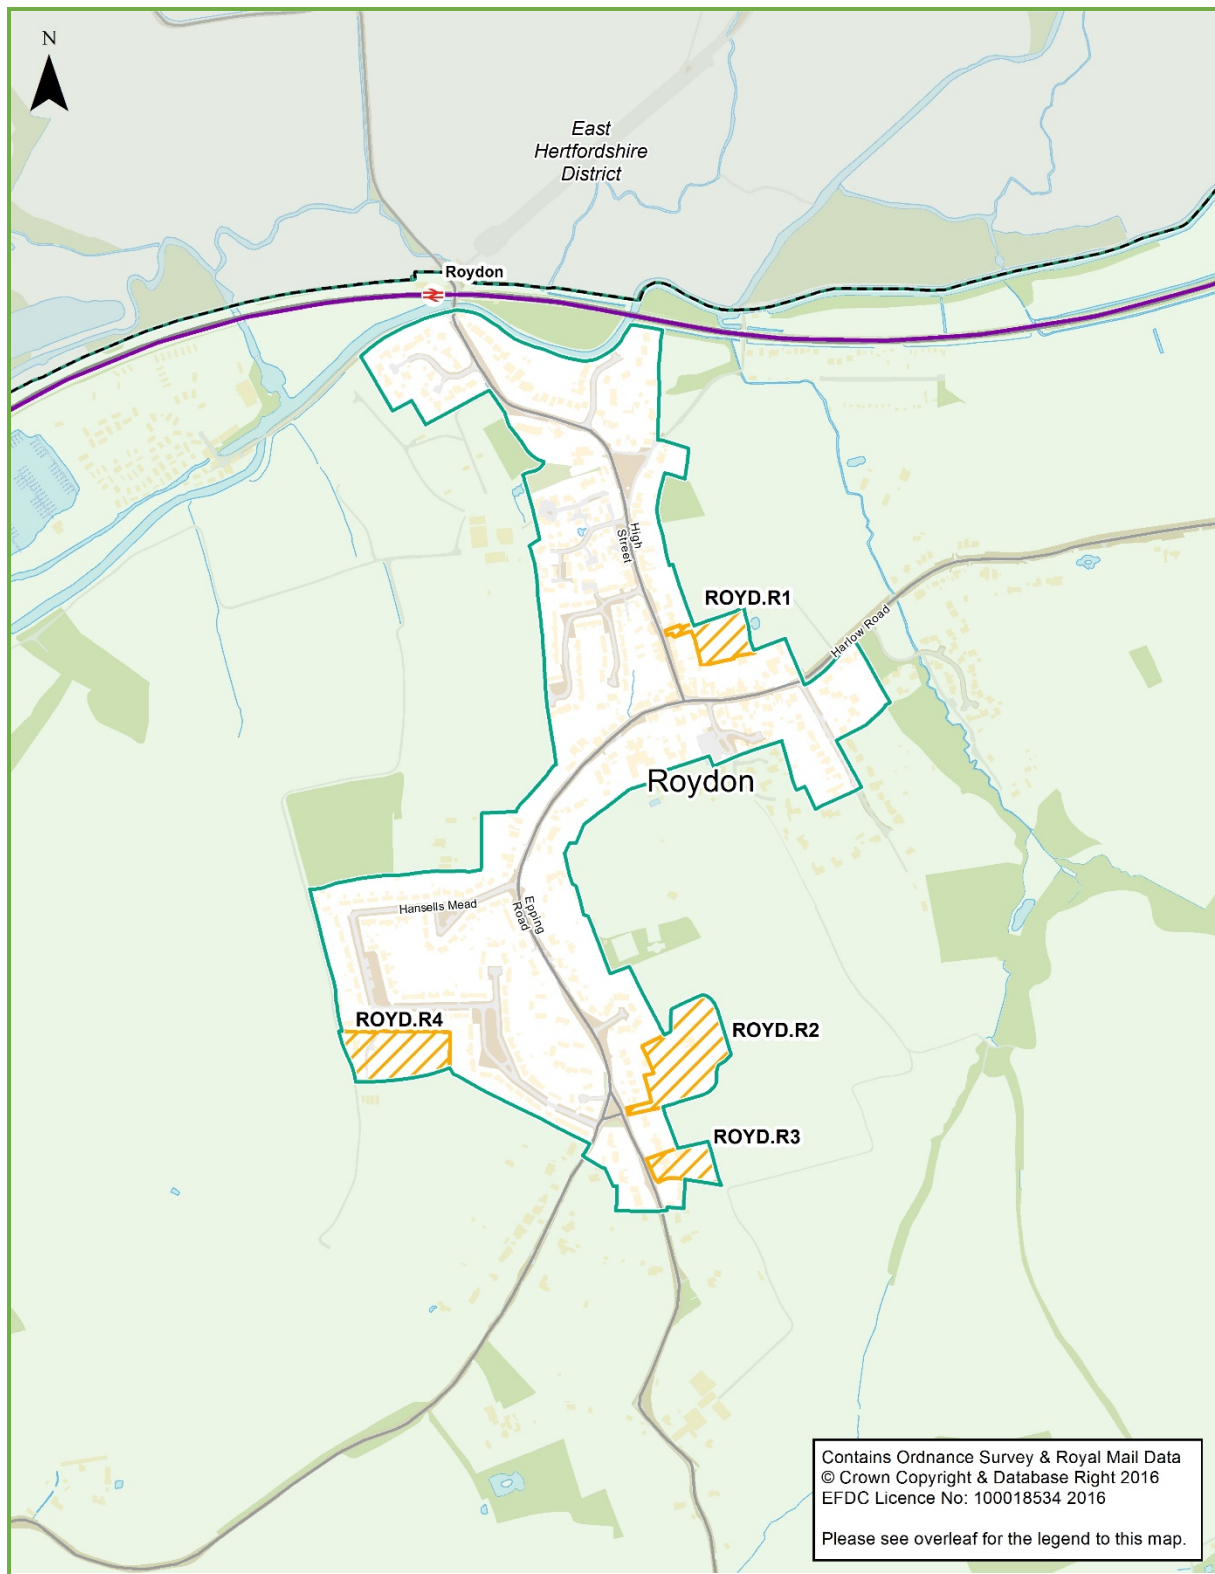 N
East
Hertfordshire
District
Roydon
High
Street
ROYD.R1
Harlow Road
Roydon
Hansells Mead
Epping
Road
ROYD.R4
ROYD.R2
ROYD.R3
Contains Ordnance Survey & Royal Mail Data
© Crown Copyright & Database Right 2016
EFDC Licence No: 100018534 2016
Please see overleaf for the legend to this map.